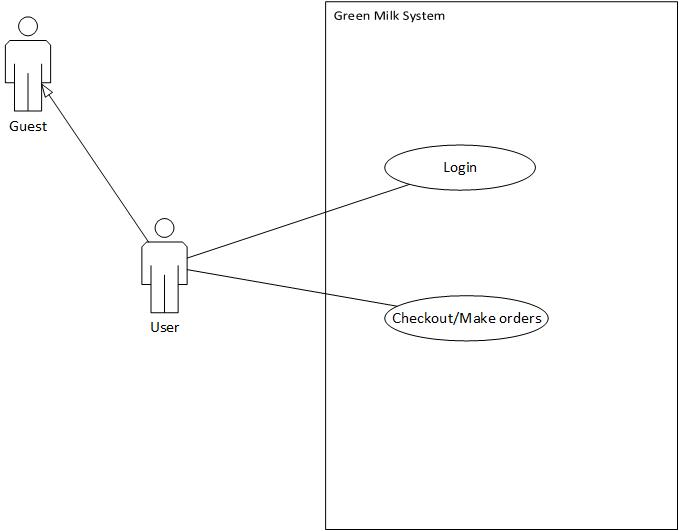 Green Milk System
Guest
Login
User
Checkout/Make orders